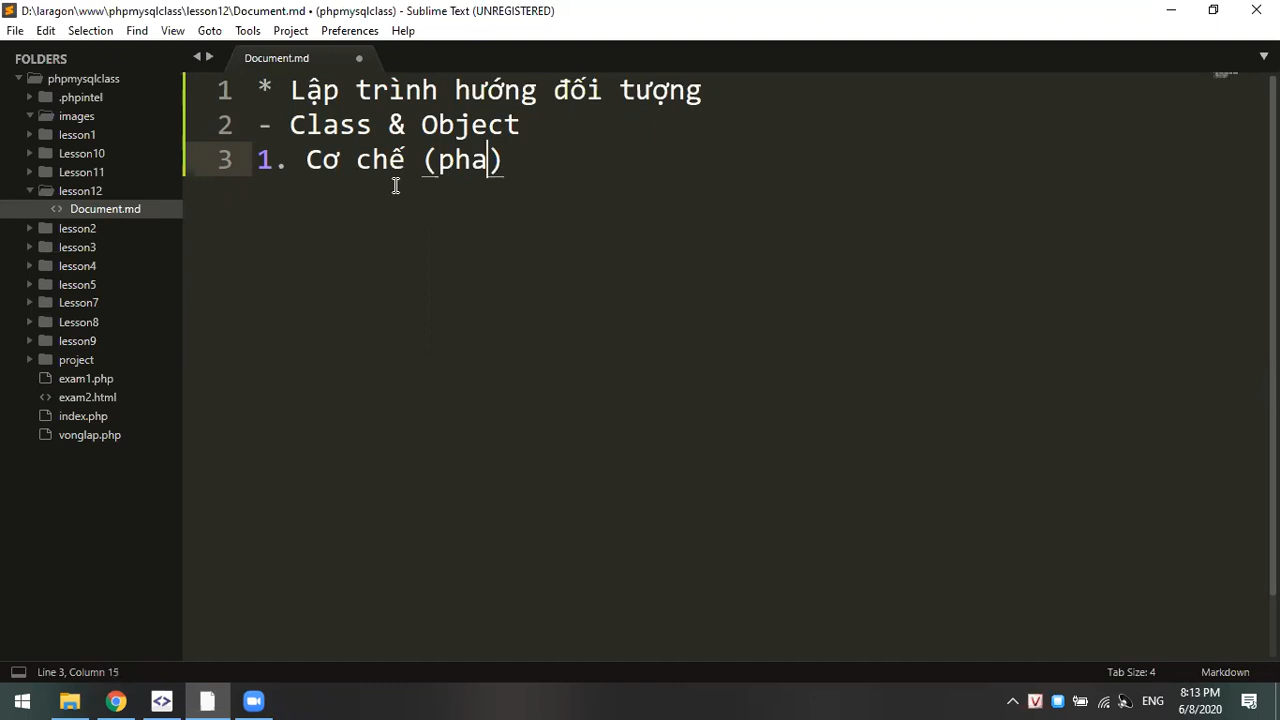 D:\laragon\www\phpmysqlclass\lesson12\Document.md • (phpmysqlclass) - Sublime Text (UNREGISTERED)
File Edit Selection Find View Goto Tools Project Preferences Help
FOLDERS
phpmysqlclass
.phpintel
images
lesson1
Lesson10
Lesson11
lesson12
Document.md
lesson2
lesson3
lesson4
lesson5
Lesson7
Lesson8
lesson9
project
exam1.php
exam2.html
index.php
vonglap.php
Document.md
1 * Lập trình hướng đối tượng
2 - Class & Object
3 1. Cơ chế (pha)
Line 3, Column 15
Tab Size: 4
Markdown
V
ENG
8:13 PM
6/8/2020